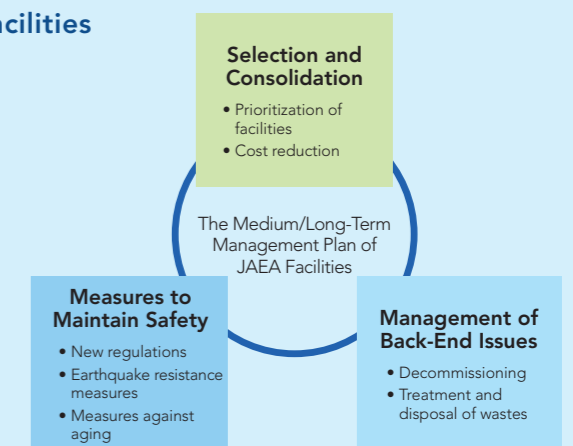 Selection and
Consolidation
• Prioritization of
facilities
• Cost reduction
The Medium/Long-Term
Management Plan of
JAEA Facilities
Measures to
Maintain Safety
• New regulations
• Earthquake resistance
measures
• Measures against
aging
Management of
Back-End Issues
• Decommissioning
• Treatment and
disposal of wastes